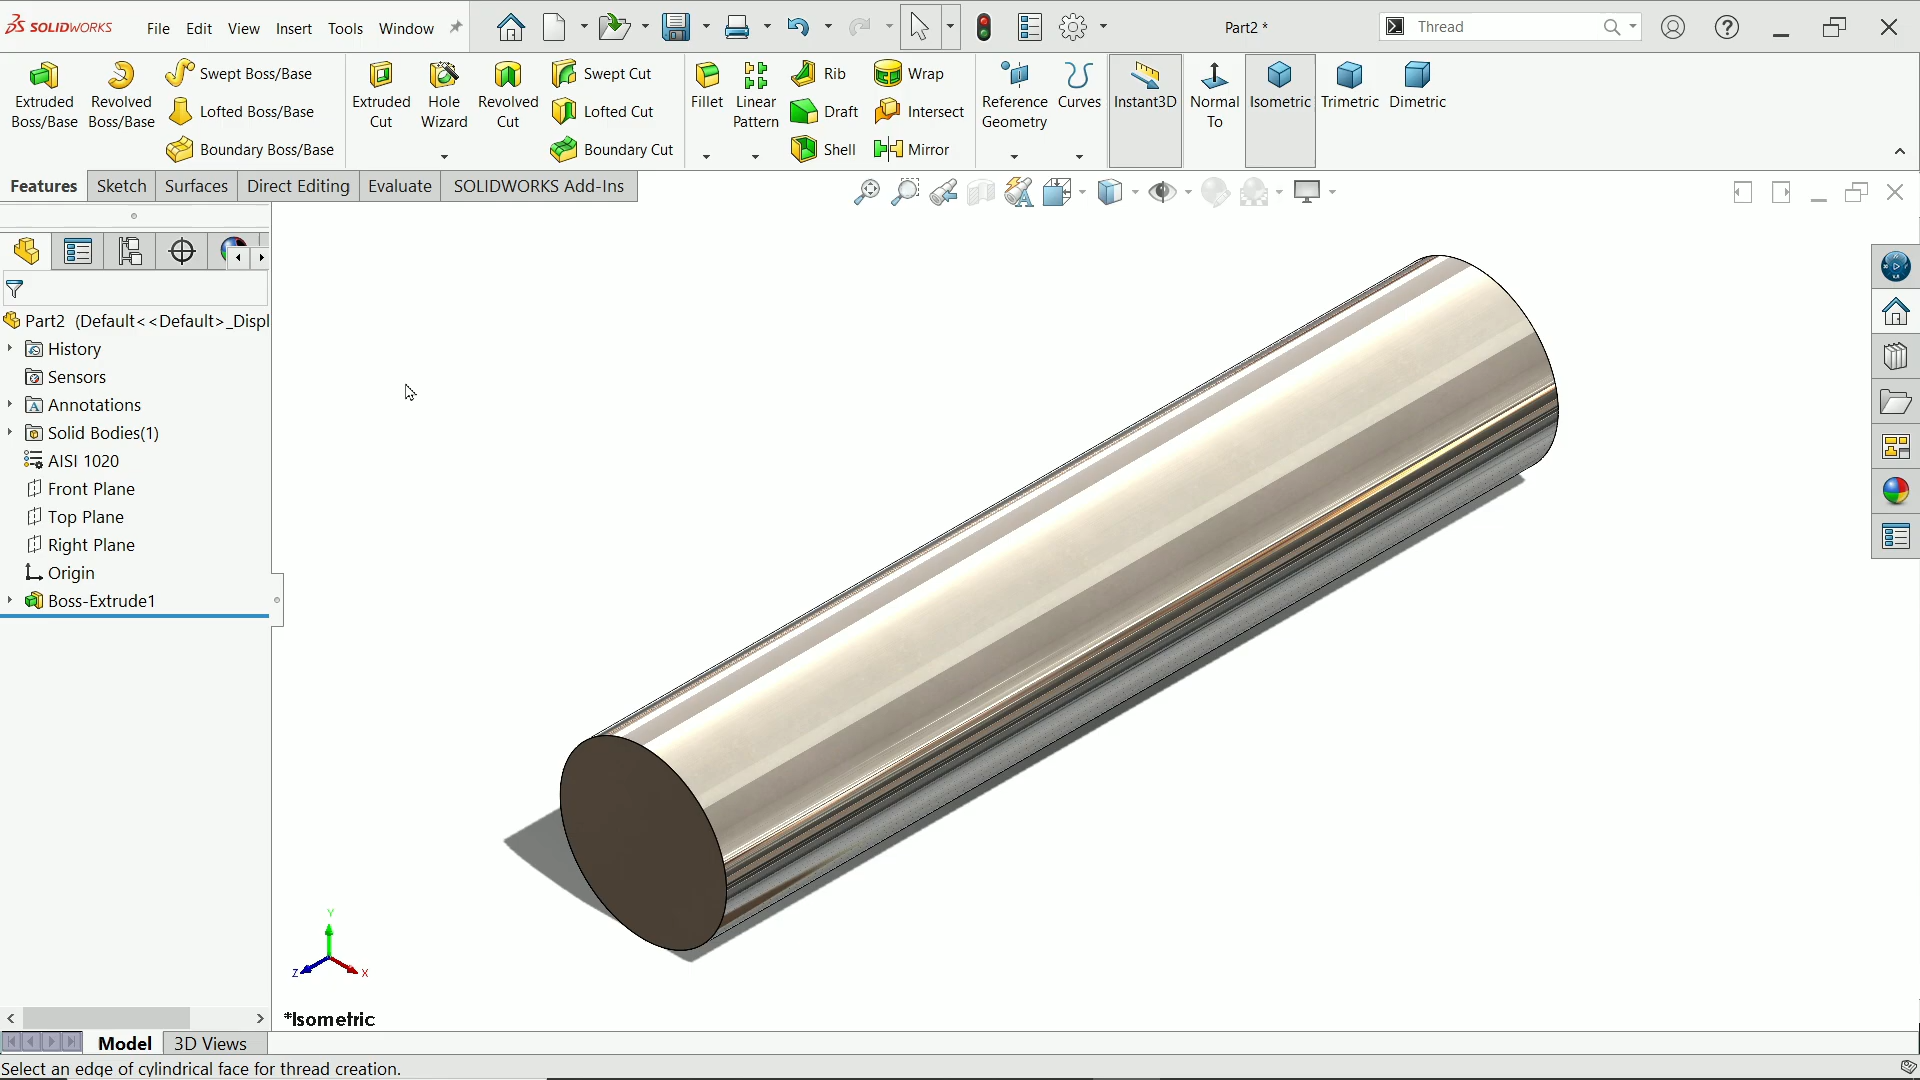 SOLIDWORKS File Edit View Insert Tools Window Part2 * Thread
Extruded Boss/Base
Revolved Boss/Base
Swept Boss/Base
Lofted Boss/Base
Boundary Boss/Base
Extruded Cut
Hole Wizard
Revolved Cut
Swept Cut
Lofted Cut
Boundary Cut
Fillet
Linear Pattern
Rib
Draft
Shell
Wrap
Intersect
Mirror
Reference Geometry
Curves
Instant3D
Normal To
Isometric
Trimetric
Dimetric
Features Sketch Surfaces Direct Editing Evaluate SOLIDWORKS Add-Ins
Part2 (Default<<Default>_Displ
History
Sensors
Annotations
Solid Bodies(1)
AISI 1020
Front Plane
Top Plane
Right Plane
Origin
Boss-Extrude1
Y
Z X
*Isometric
Model 3D Views
Select an edge of cylindrical face for thread creation.